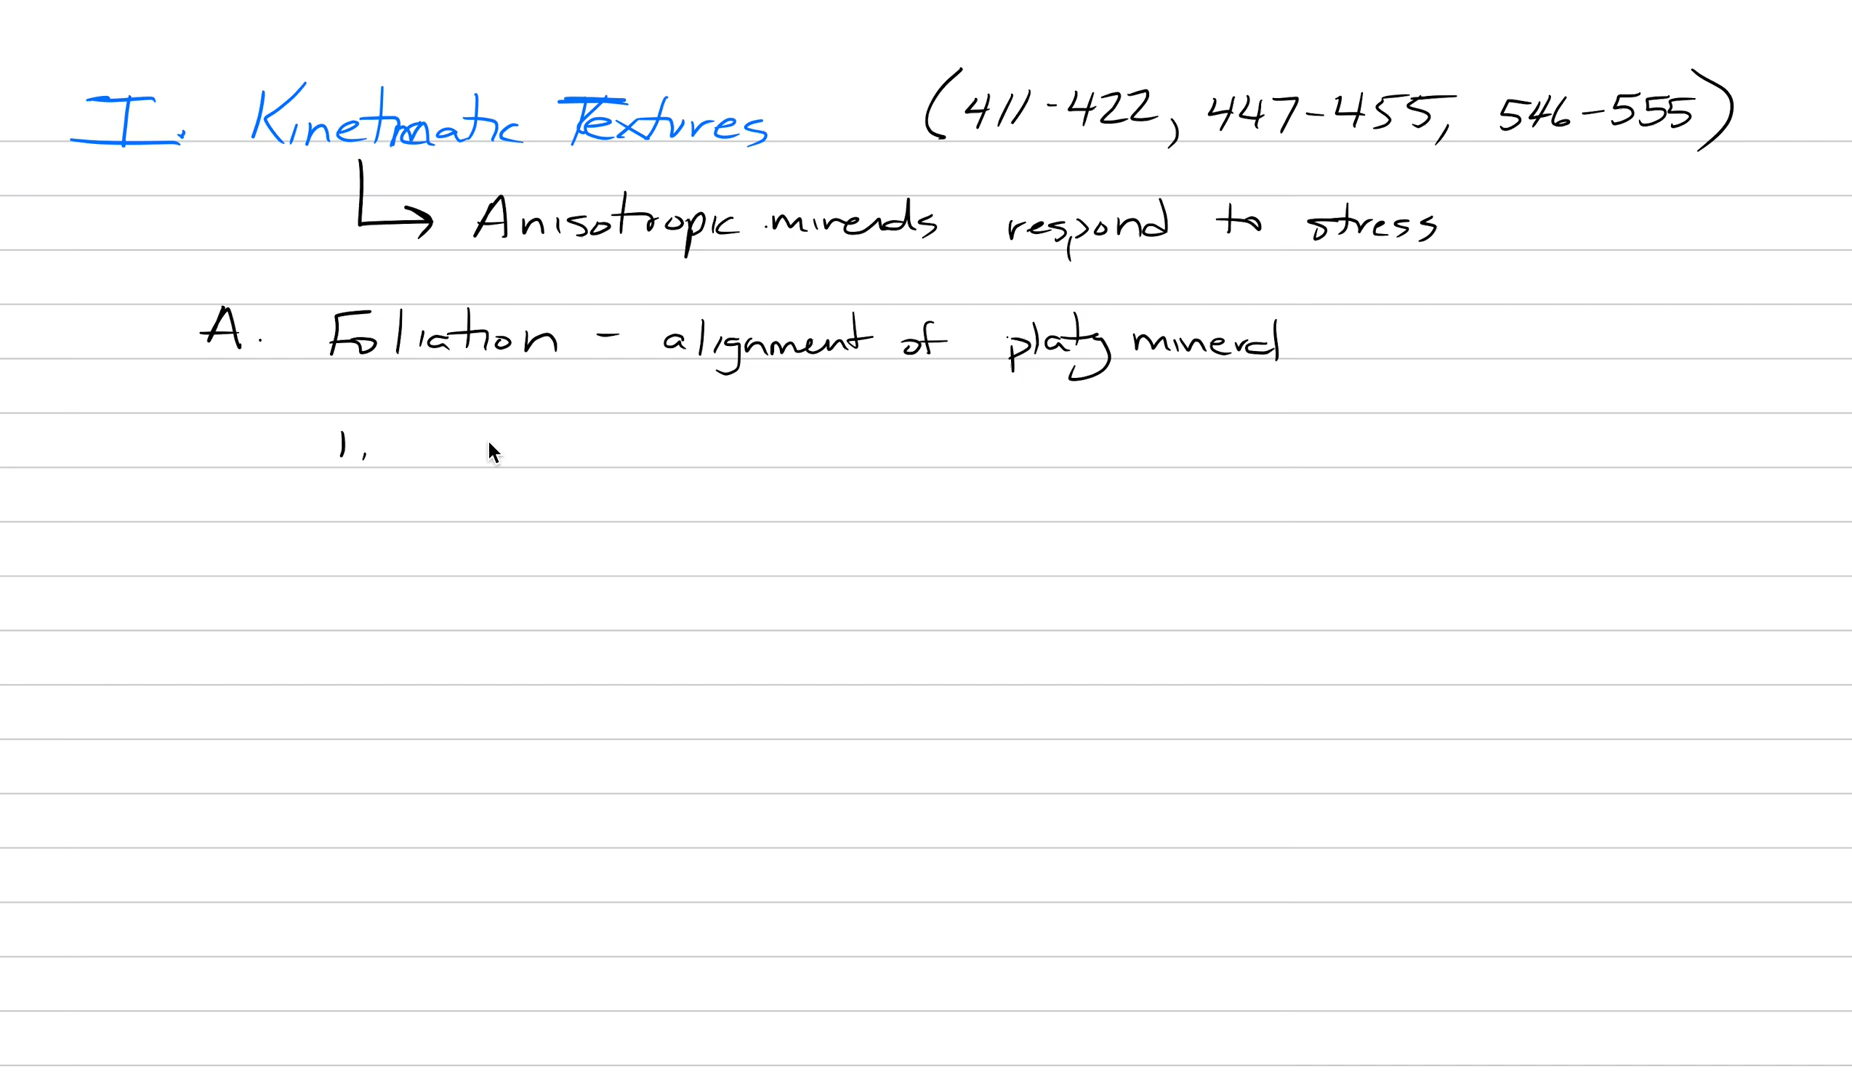 I. Kinematic Textures (411-422, 447-455, 546-555)
↳ Anisotropic minerals respond to stress
A. Foliation - alignment of platy mineral
1.